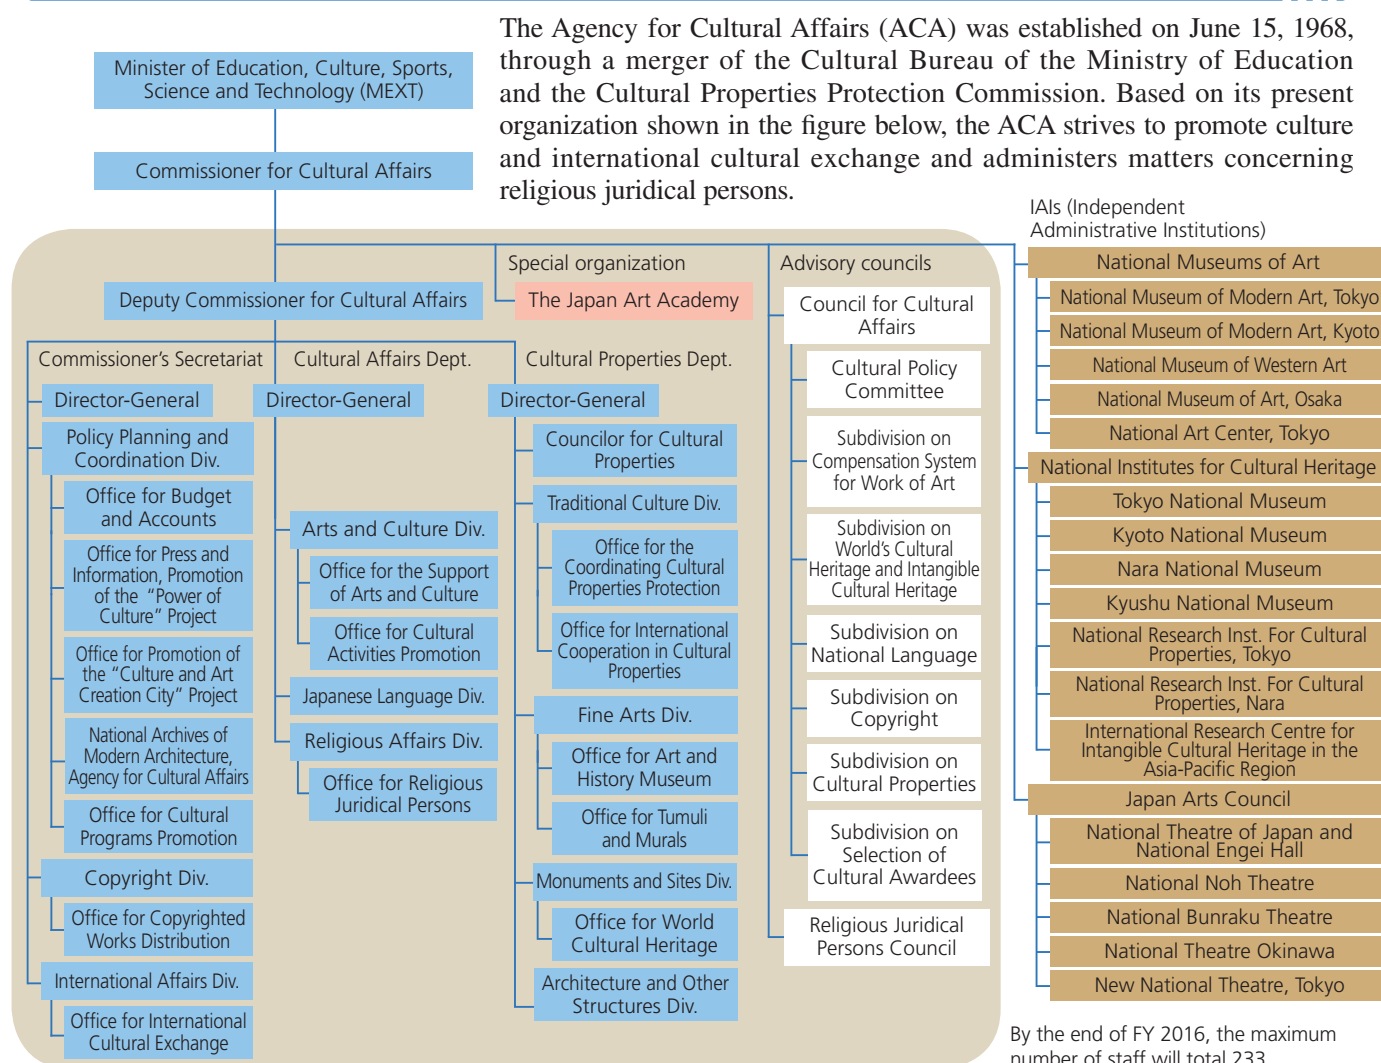 The Agency for Cultural Affairs (ACA) was established on June 15, 1968,
through a merger of the Cultural Bureau of the Ministry of Education
and the Cultural Properties Protection Commission. Based on its present
organization shown in the figure below, the ACA strives to promote culture
and international cultural exchange and administers matters concerning
religious juridical persons.
Minister of Education, Culture, Sports,
Science and Technology (MEXT)
Commissioner for Cultural Affairs
Deputy Commissioner for Cultural Affairs
Commissioner's Secretariat
Director-General
Policy Planning and
Coordination Div.
Office for Budget
and Accounts
Office for Press and
Information, Promotion
of the "Power of
Culture" Project
Office for Promotion of
the "Culture and Art
Creation City" Project
National Archives of
Modern Architecture,
Agency for Cultural Affairs
Office for Cultural
Programs Promotion
Copyright Div.
Office for Copyrighted
Works Distribution
International Affairs Div.
Office for International
Cultural Exchange
Cultural Affairs Dept.
Director-General
Arts and Culture Div.
Office for the Support
of Arts and Culture
Office for Cultural
Activities Promotion
Japanese Language Div.
Religious Affairs Div.
Office for Religious
Juridical Persons
Cultural Properties Dept.
Director-General
Councilor for Cultural
Properties
Traditional Culture Div.
Office for the
Coordinating Cultural
Properties Protection
Office for International
Cooperation in Cultural
Properties
Fine Arts Div.
Office for Art and
History Museum
Office for Tumuli
and Murals
Monuments and Sites Div.
Office for World
Cultural Heritage
Architecture and Other
Structures Div.
Special organization
The Japan Art Academy
Advisory councils
Council for Cultural
Affairs
Cultural Policy
Committee
Subdivision on
Compensation System
for Work of Art
Subdivision on
World's Cultural
Heritage and Intangible
Cultural Heritage
Subdivision on
National Language
Subdivision on
Copyright
Subdivision on
Cultural Properties
Subdivision on
Selection of
Cultural Awardees
Religious Juridical
Persons Council
IAIs (Independent
Administrative Institutions)
National Museums of Art
National Museum of Modern Art, Tokyo
National Museum of Modern Art, Kyoto
National Museum of Western Art
National Museum of Art, Osaka
National Art Center, Tokyo
National Institutes for Cultural Heritage
Tokyo National Museum
Kyoto National Museum
Nara National Museum
Kyushu National Museum
National Research Inst. For Cultural
Properties, Tokyo
National Research Inst. For Cultural
Properties, Nara
International Research Centre for
Intangible Cultural Heritage in the
Asia-Pacific Region
Japan Arts Council
National Theatre of Japan and
National Engei Hall
National Noh Theatre
National Bunraku Theatre
National Theatre Okinawa
New National Theatre, Tokyo
By the end of FY 2016, the maximum
number of staff will total 233